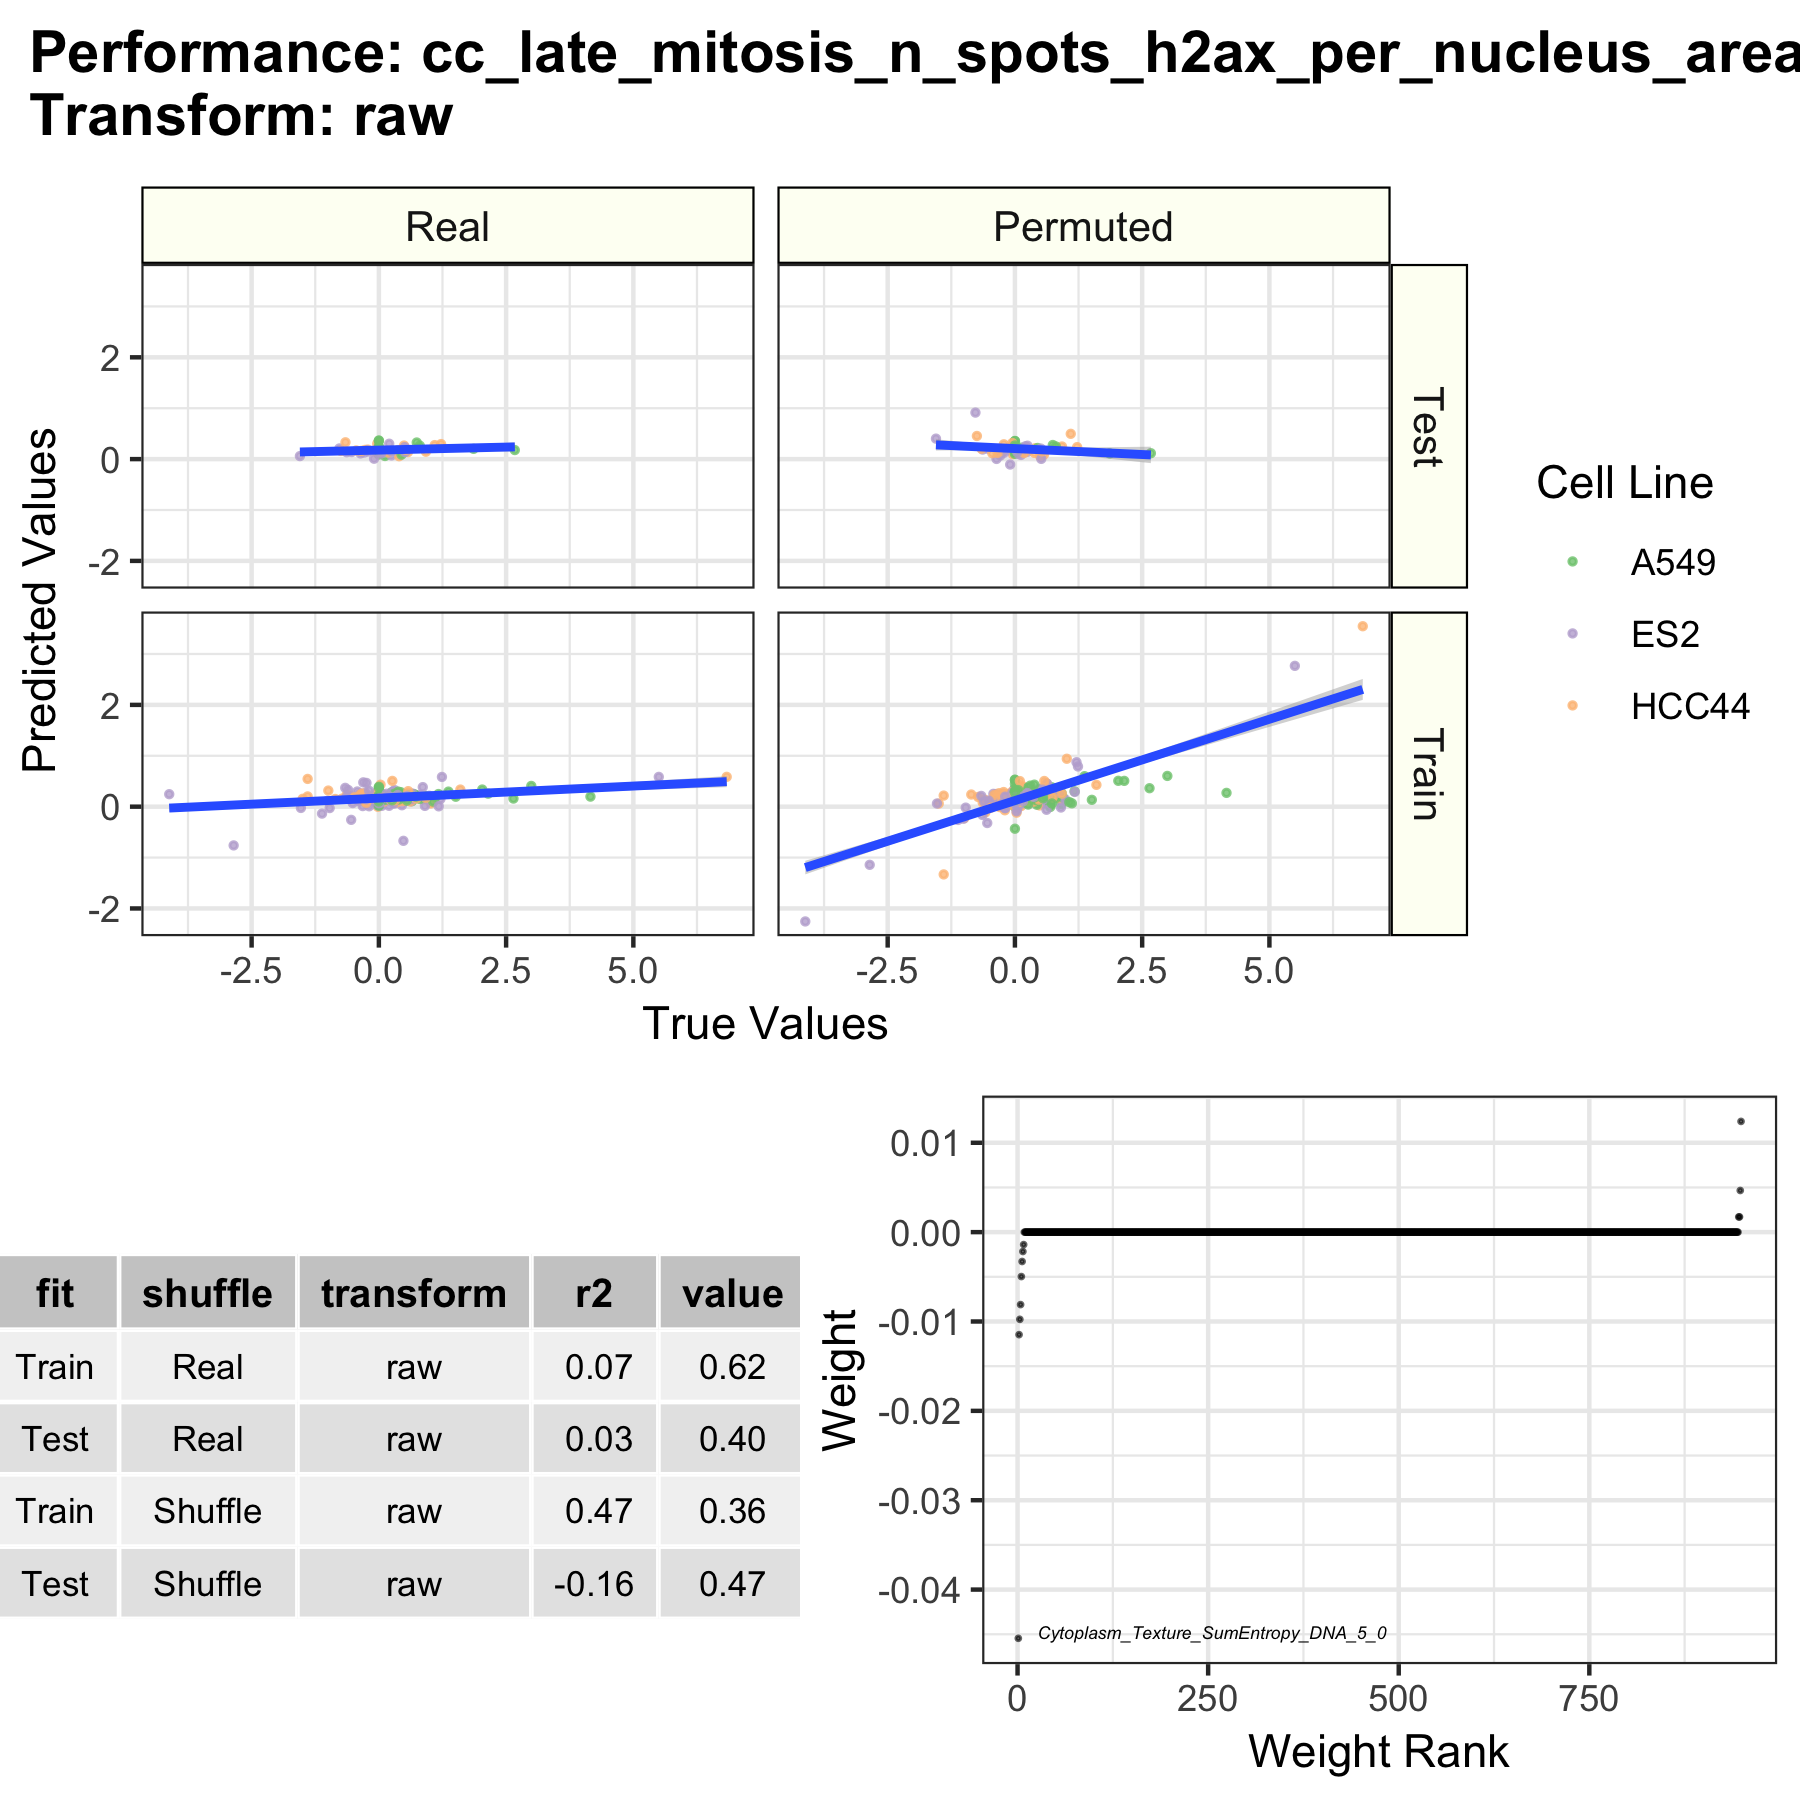 Performance: cc_late_mitosis_n_spots_h2ax_per_nucleus_area
Transform: raw
Real
Permuted
Test
Train
Predicted Values
2
0
-2
2
0
-2
-2.5 0.0 2.5 5.0
-2.5 0.0 2.5 5.0
True Values
Cell Line
A549
ES2
HCC44
fit shuffle transform r2 value
Train Real raw 0.07 0.62
Test Real raw 0.03 0.40
Train Shuffle raw 0.47 0.36
Test Shuffle raw -0.16 0.47
Weight
0.01
0.00
-0.01
-0.02
-0.03
-0.04
Cytoplasm_Texture_SumEntropy_DNA_5_0
0 250 500 750
Weight Rank